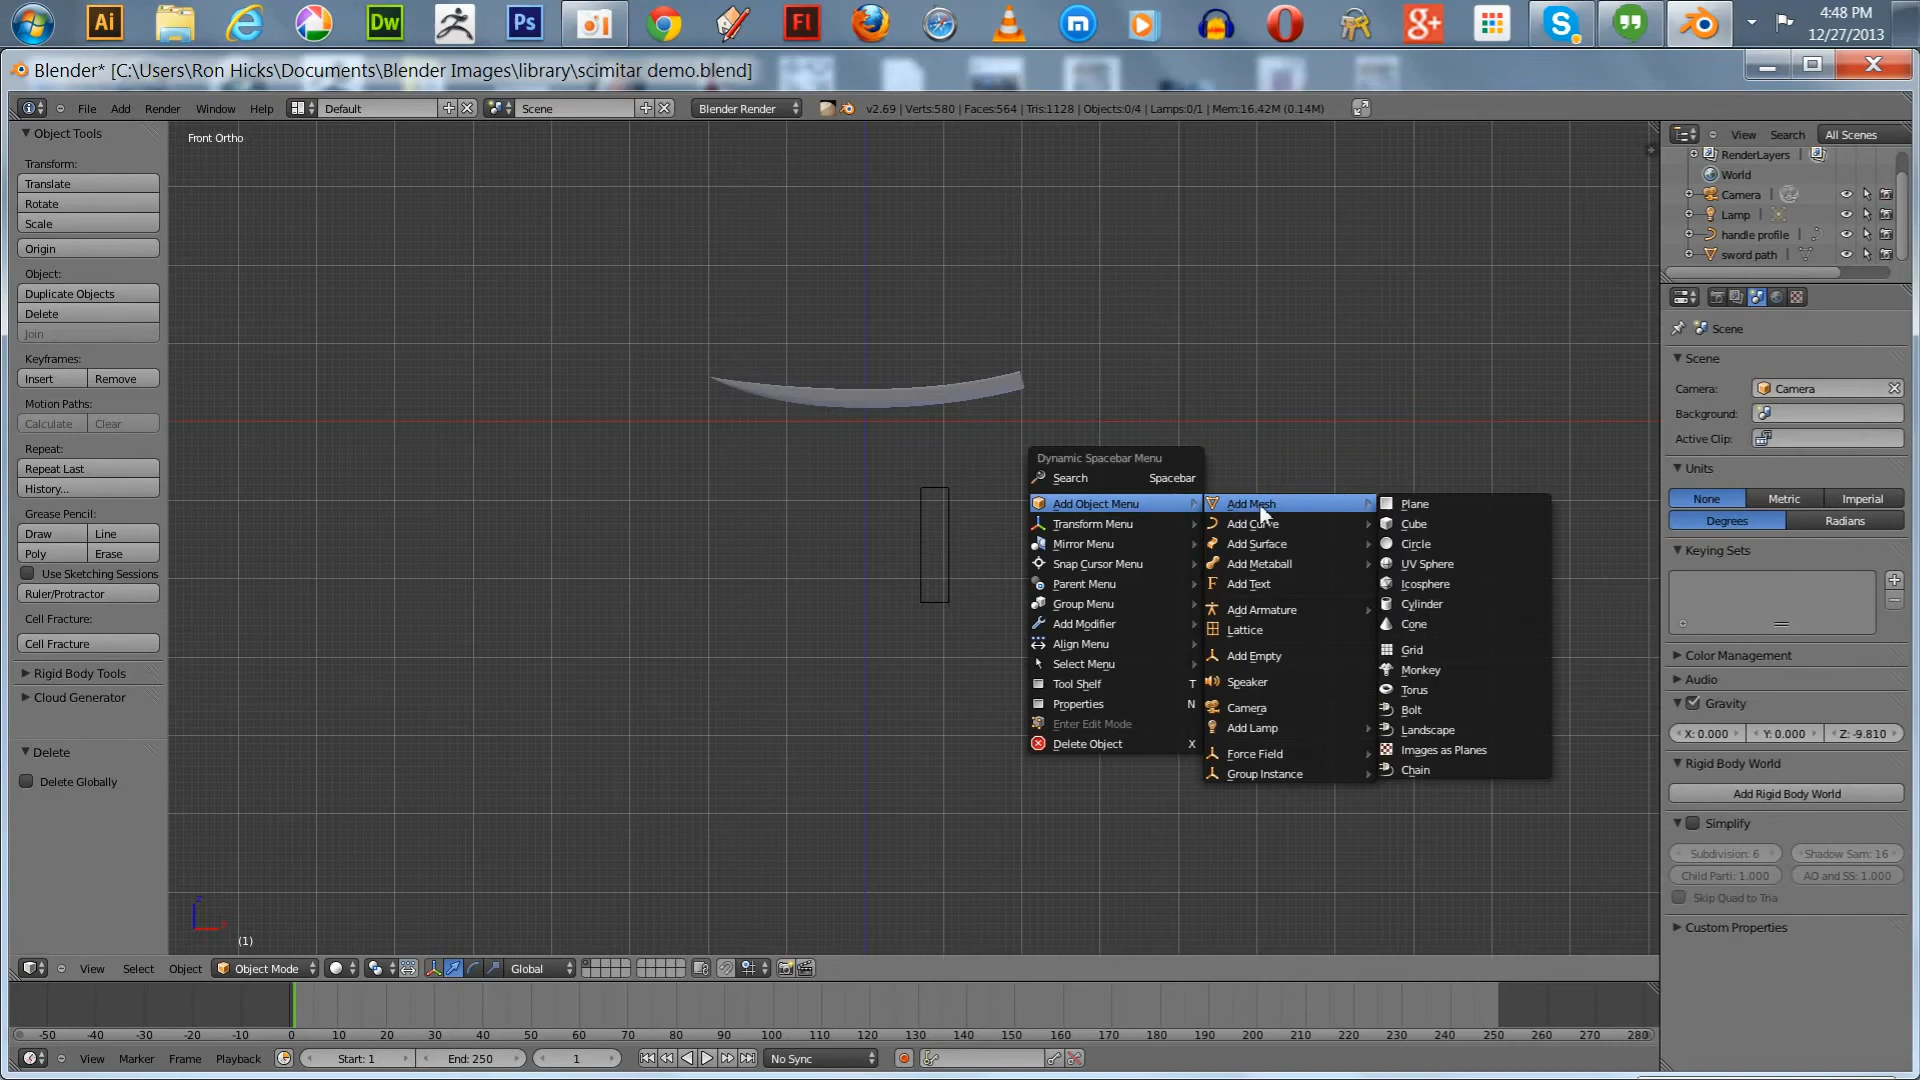 Ai
Dw
Ps
Fl
m
g+
S
4:48 PM
12/27/2013
Blender* [C:\Users\Ron Hicks\Documents\Blender Images\library\scimitar demo.blend]
File Add Render Window Help Default Scene Blender Render v2.69 | Verts:580 | Faces:564 | Tris:1128 | Objects:0/4 | Lamps:0/1 | Mem:16.42M (0.14M)
Object Tools
Transform:
Translate
Rotate
Scale
Origin
Object:
Duplicate Objects
Delete
Join
Keyframes:
Insert Remove
Motion Paths:
Calculate Clear
Repeat:
Repeat Last
History...
Grease Pencil:
Draw Line
Poly Erase
Use Sketching Sessions
Ruler/Protractor
Cell Fracture:
Cell Fracture
Rigid Body Tools
Cloud Generator
Delete
Delete Globally
Front Ortho
Dynamic Spacebar Menu
Search Spacebar
Add Object Menu
Transform Menu
Mirror Menu
Snap Cursor Menu
Parent Menu
Group Menu
Add Modifier
Align Menu
Select Menu
Tool Shelf T
Properties N
Enter Edit Mode
Delete Object X
Add Mesh
Add Curve
Add Surface
Add Metaball
Add Text
Add Armature
Lattice
Add Empty
Speaker
Camera
Add Lamp
Force Field
Group Instance
Plane
Cube
Circle
UV Sphere
Icosphere
Cylinder
Cone
Grid
Monkey
Torus
Bolt
Landscape
Images as Planes
Chain
(1)
View Search All Scenes
RenderLayers
World
Camera
Lamp
handle profile
sword path
Scene
Scene
Camera: Camera
Background:
Active Clip:
Units
None Metric Imperial
Degrees Radians
Keying Sets
Color Management
Audio
Gravity
X: 0.000 Y: 0.000 Z: -9.810
Rigid Body World
Add Rigid Body World
Simplify
Subdivision: 6 Shadow Sam: 16
Child Parti: 1.000 AO and SS: 1.000
Skip Quad to Tria
Custom Properties
View Select Object Object Mode Global
-50 -40 -30 -20 -10 0 10 20 30 40 50 60 70 80 90 100 110 120 130 140 150 160 170 180 190 200 210 220 230 240 250 260 270 280
View Marker Frame Playback Start: 1 End: 250 1 No Sync